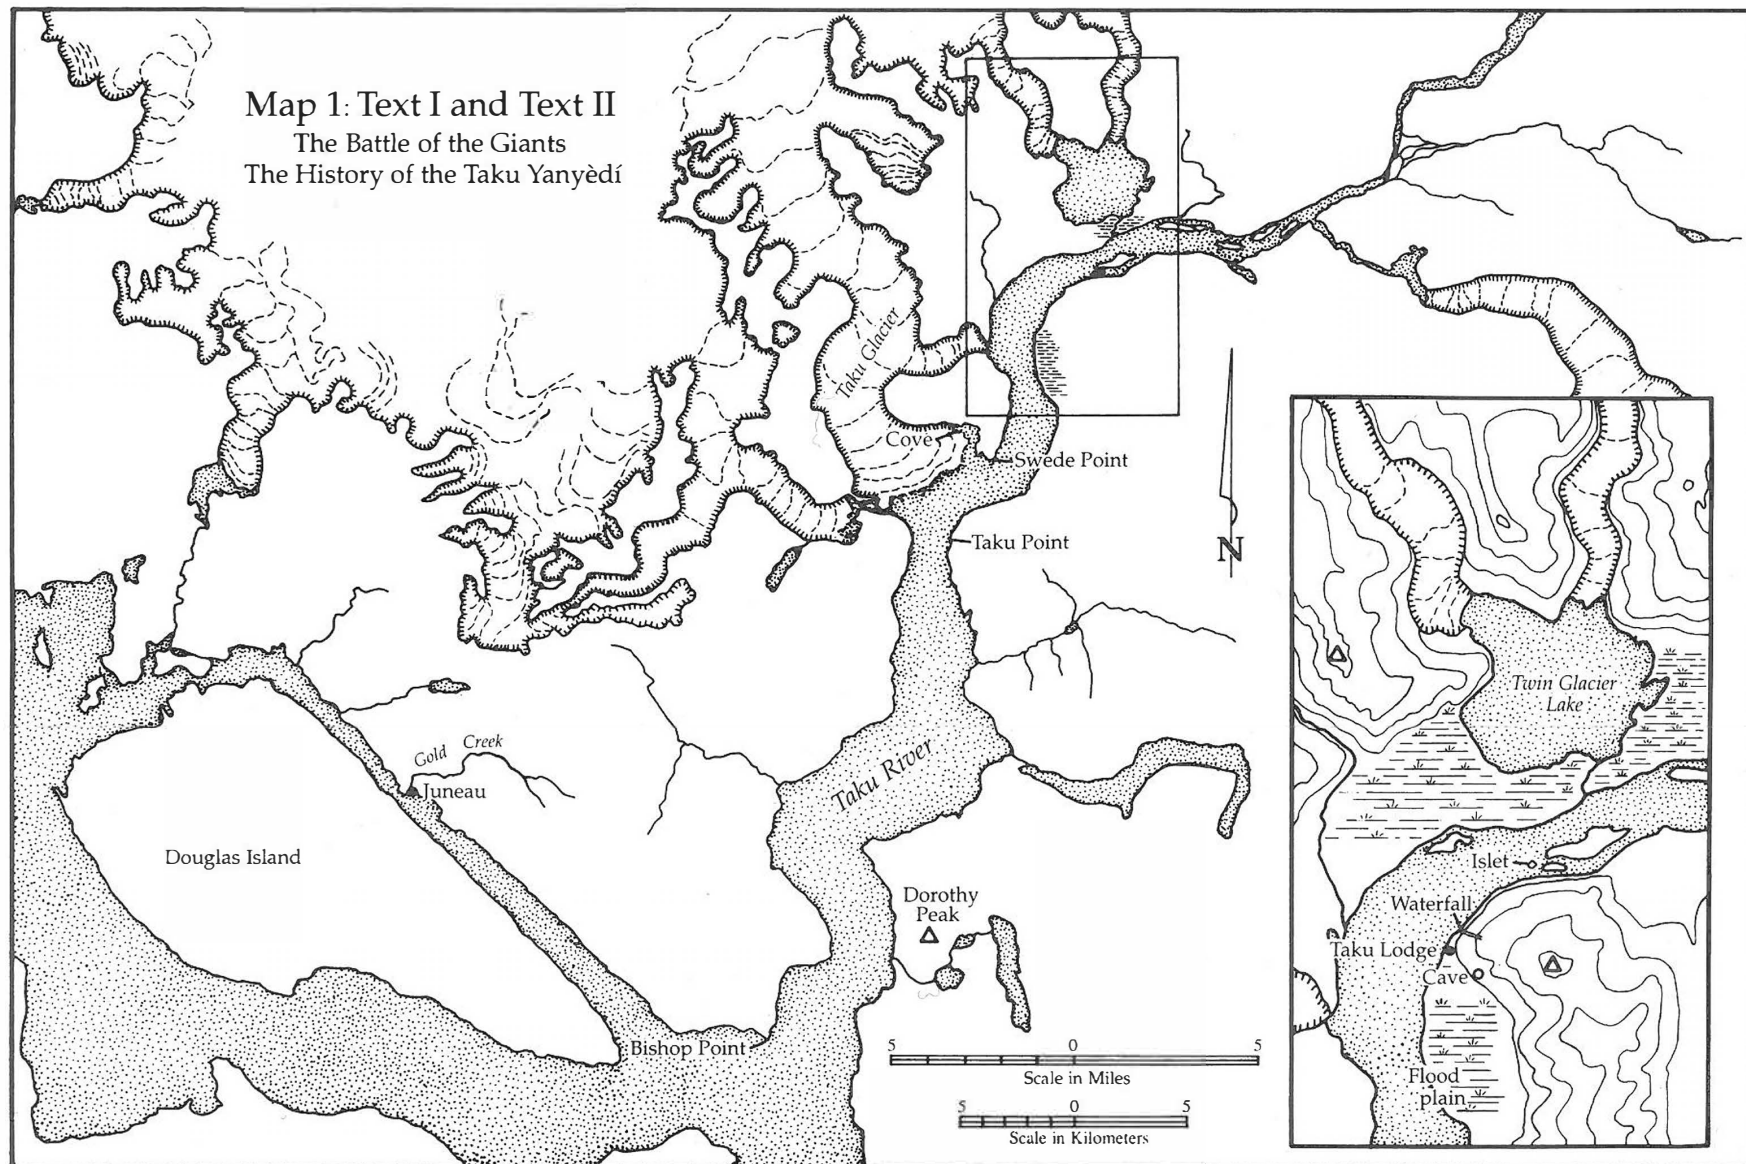 Map 1: Text I and Text II
The Battle of the Giants
The History of the Taku Yanyèdí
Taku Glacier
Cove
Swede Point
Taku Point
N
Gold Creek
Juneau
Taku River
Douglas Island
Dorothy
Peak
Bishop Point
5 0 5
Scale in Miles
5 0 5
Scale in Kilometers
Twin Glacier
Lake
Islet
Waterfall
Taku Lodge
Cave
Flood
plain